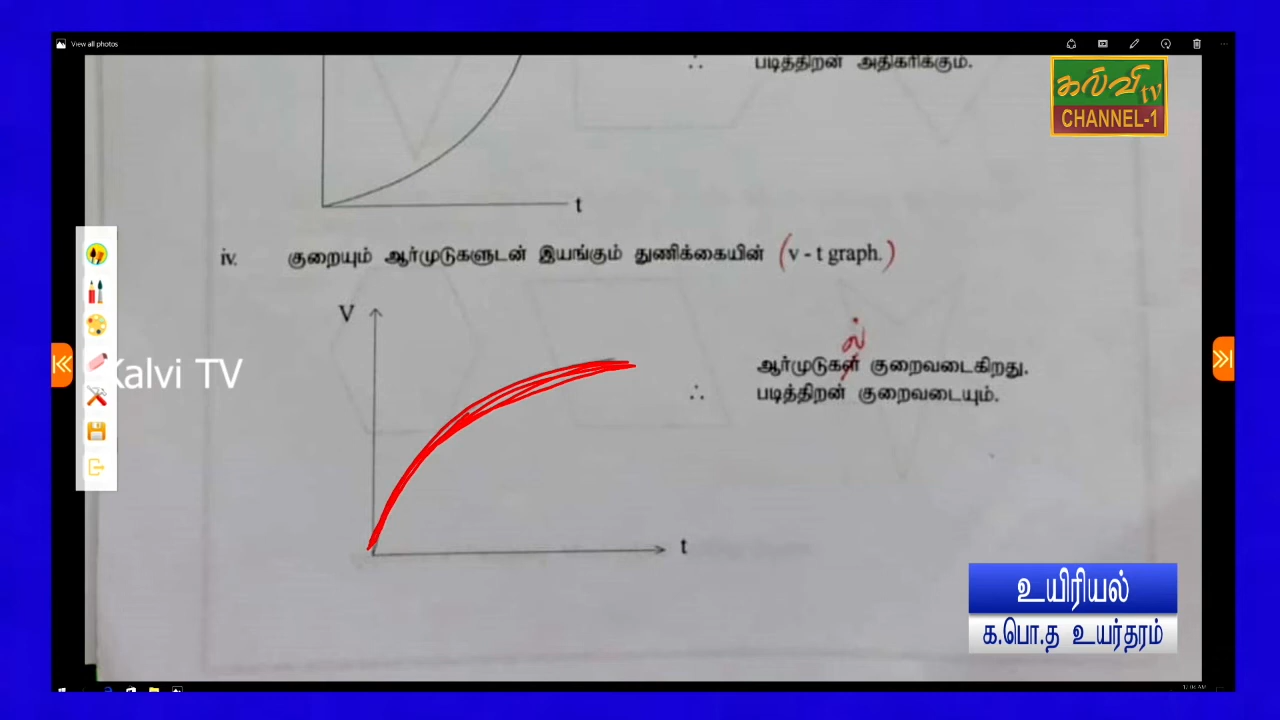 View all photos
∴ படித்திறன் அதிகரிக்கும்.
கல்வி tv
CHANNEL-1
t
iv. குறையும் ஆர்முடுகளுடன் இயங்கும் துணிக்கையின் (v - t graph.)
V
ல்
ஆர்முடுகள் குறைவடைகிறது.
Kalvi TV
∴ படித்திறன் குறைவடையும்.
t
உயிரியல்
க.பொ.த உயர்தரம்